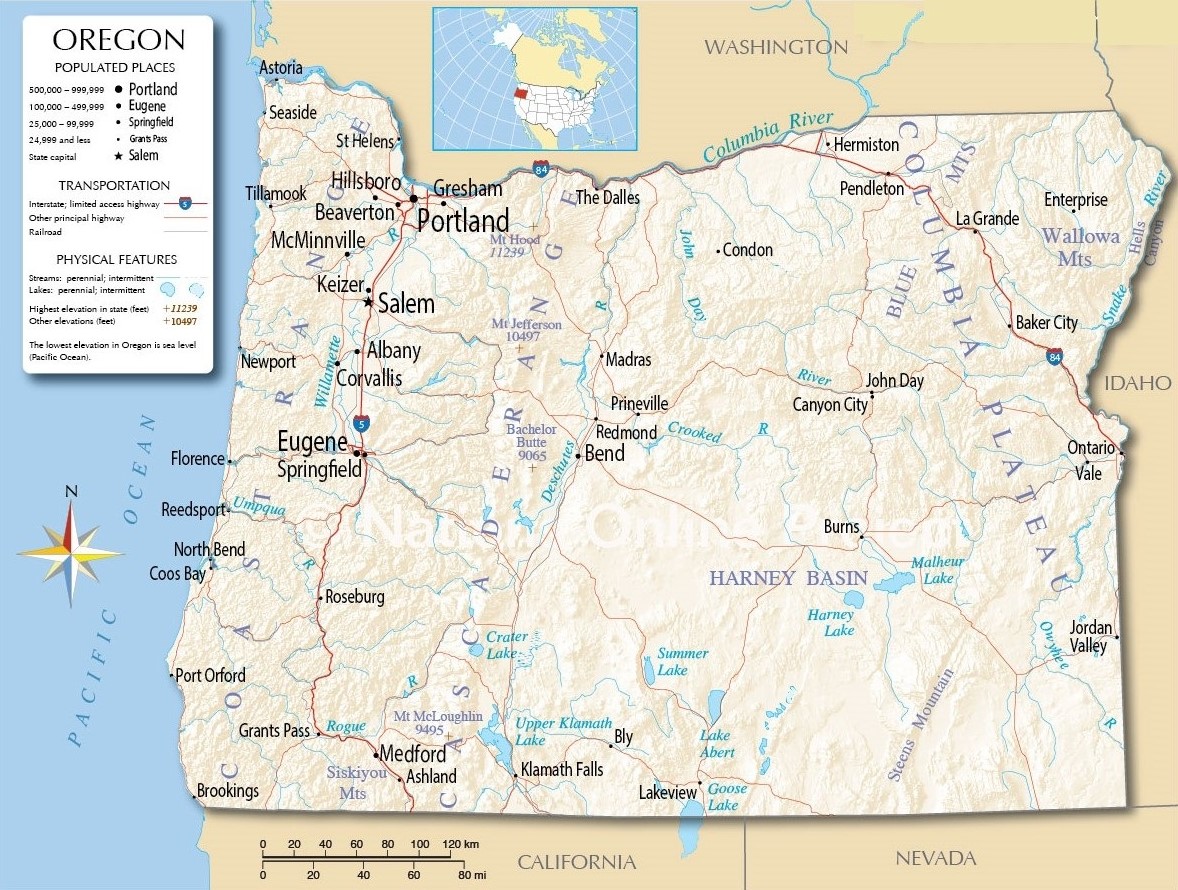 OREGON
POPULATED PLACES
500,000 – 999,999 Portland
100,000 – 499,999 Eugene
25,000 – 99,999 Springfield
24,999 and less Grants Pass
State capital Salem
TRANSPORTATION
Interstate; limited access highway 5
Other principal highway
Railroad
PHYSICAL FEATURES
Streams: perennial; intermittent
Lakes: perennial; intermittent
Highest elevation in state (feet) +11239
Other elevations (feet) +10497
The lowest elevation in Oregon is sea level
(Pacific Ocean).
WASHINGTON
IDAHO
CALIFORNIA
NEVADA
PACIFIC OCEAN
N
Columbia River
84
Astoria
Seaside
St Helens
Hillsboro
Gresham
Tillamook
Beaverton
Portland
McMinnville
Keizer
Salem
The Dalles
Hermiston
Pendleton
La Grande
Enterprise
Wallowa
Mts
Hells
Canyon
Snake River
COLUMBIA PLATEAU
BLUE MTS
Condon
John Day River
Mt Hood
11239
Mt Jefferson
10497
Baker City
84
Newport
Albany
Corvallis
Willamette R
Madras
Prineville
Redmond
Bend
Crooked R
Deschutes R
Bachelor
Butte
9065
John Day
Canyon City
Ontario
Vale
5
Eugene
Springfield
Florence
Reedsport
Umpqua R
North Bend
Coos Bay
Roseburg
COAST RANGE
CASCADE RANGE
Burns
HARNEY BASIN
Malheur
Lake
Harney
Lake
Jordan
Valley
Owyhee R
Crater
Lake
Summer
Lake
Port Orford
Grants Pass
Rogue R
Mt McLoughlin
9495
Upper Klamath
Lake
Bly
Lake
Abert
Steens Mountain
Medford
Ashland
Siskiyou
Mts
Klamath Falls
Lakeview
Goose
Lake
Brookings
0 20 40 60 80 100 120 km
0 20 40 60 80 mi